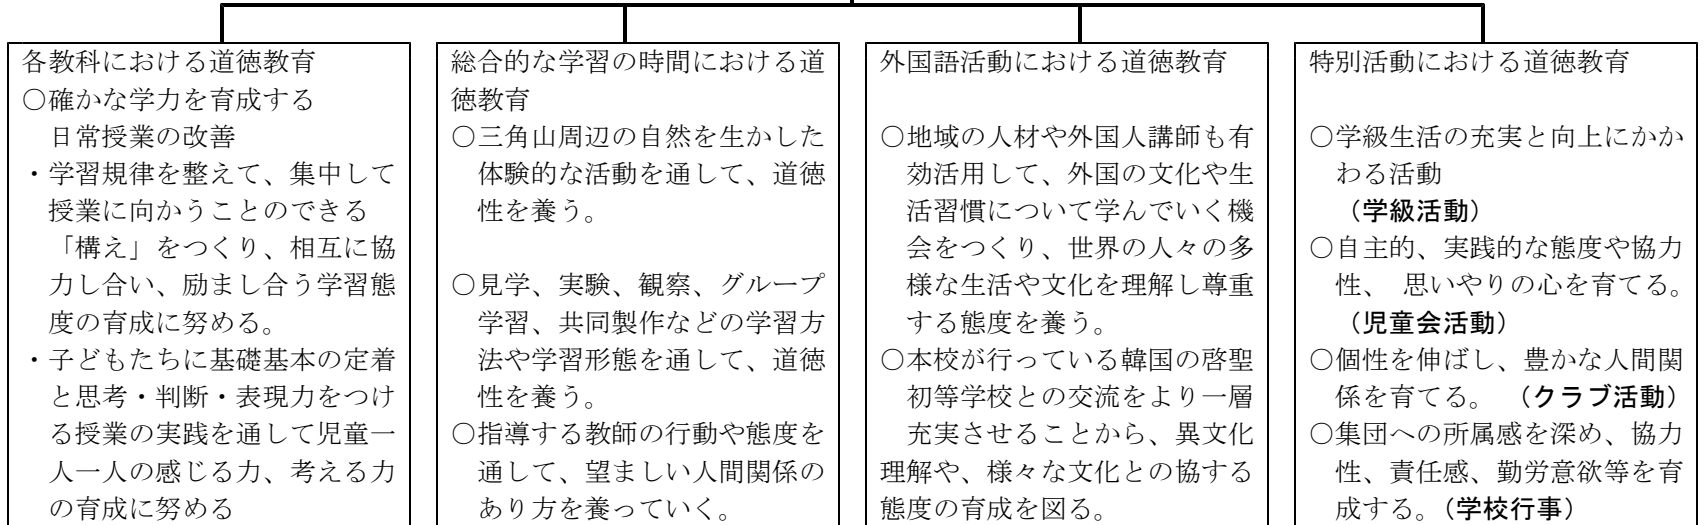 各教科における道徳教育
○確かな学力を育成する
日常授業の改善
・学習規律を整えて、集中して
授業に向かうことのできる
「構え」をつくり、相互に協
力し合い、励まし合う学習態
度の育成に努める。
・子どもたちに基礎基本の定着
と思考・判断・表現力をつけ
る授業の実践を通して児童一
人一人の感じる力、考える力
の育成に努める
総合的な学習の時間における道
徳教育
○三角山周辺の自然を生かした
体験的な活動を通して、道徳
性を養う。
○見学、実験、観察、グループ
学習、共同製作などの学習方
法や学習形態を通して、道徳
性を養う。
○指導する教師の行動や態度を
通して、望ましい人間関係の
あり方を養っていく。
外国語活動における道徳教育
○地域の人材や外国人講師も有
効活用して、外国の文化や生
活習慣について学んでいく機
会をつくり、世界の人々の多
様な生活や文化を理解し尊重
する態度を養う。
○本校が行っている韓国の啓聖
初等学校との交流をより一層
充実させることから、異文化
理解や、様々な文化との協する
態度の育成を図る。
特別活動における道徳教育
○学級生活の充実と向上にかか
わる活動
（学級活動）
○自主的、実践的な態度や協力
性、 思いやりの心を育てる。
（児童会活動）
○個性を伸ばし、豊かな人間関
係を育てる。 （クラブ活動）
○集団への所属感を深め、協力
性、責任感、勤労意欲等を育
成する。（学校行事）